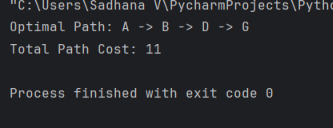 "C:\Users\Sadhana V\PycharmProjects\Pytho
Optimal Path: A -> B -> D -> G
Total Path Cost: 11
Process finished with exit code 0